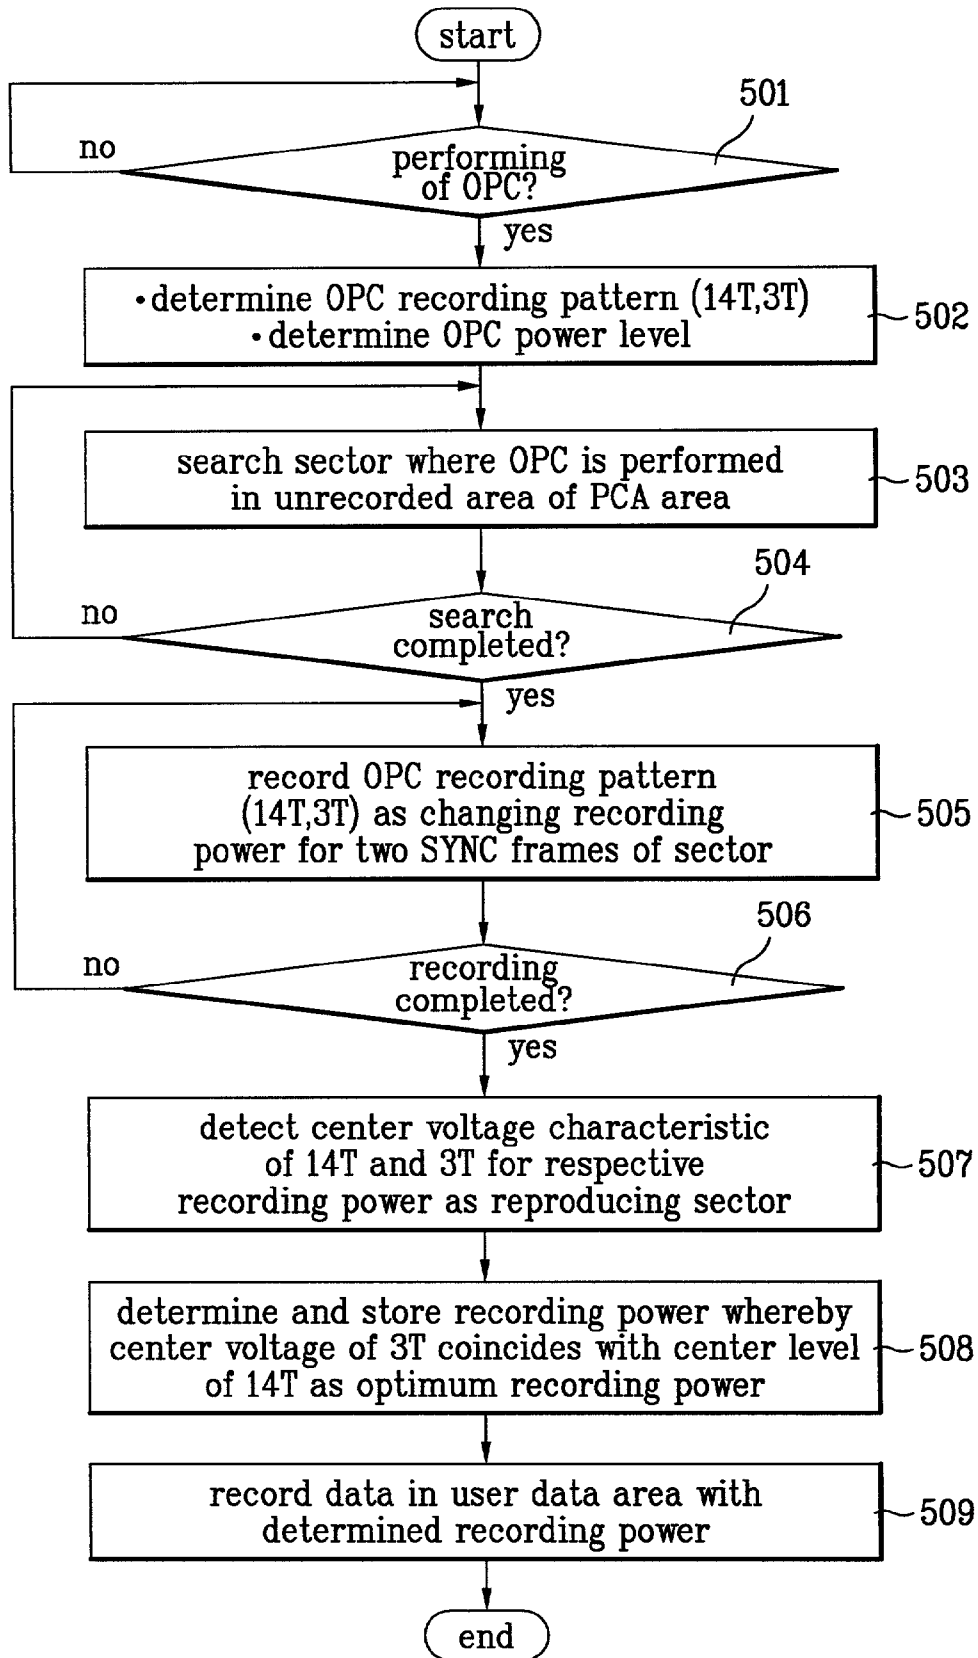 start
501
no
performing
of OPC?
yes
•determine OPC recording pattern (14T,3T)
•determine OPC power level
502
search sector where OPC is performed
in unrecorded area of PCA area
503
504
no
search
completed?
yes
record OPC recording pattern
(14T,3T) as changing recording
power for two SYNC frames of sector
505
506
no
recording
completed?
yes
detect center voltage characteristic
of 14T and 3T for respective
recording power as reproducing sector
507
determine and store recording power whereby
center voltage of 3T coincides with center level
of 14T as optimum recording power
508
record data in user data area with
determined recording power
509
end